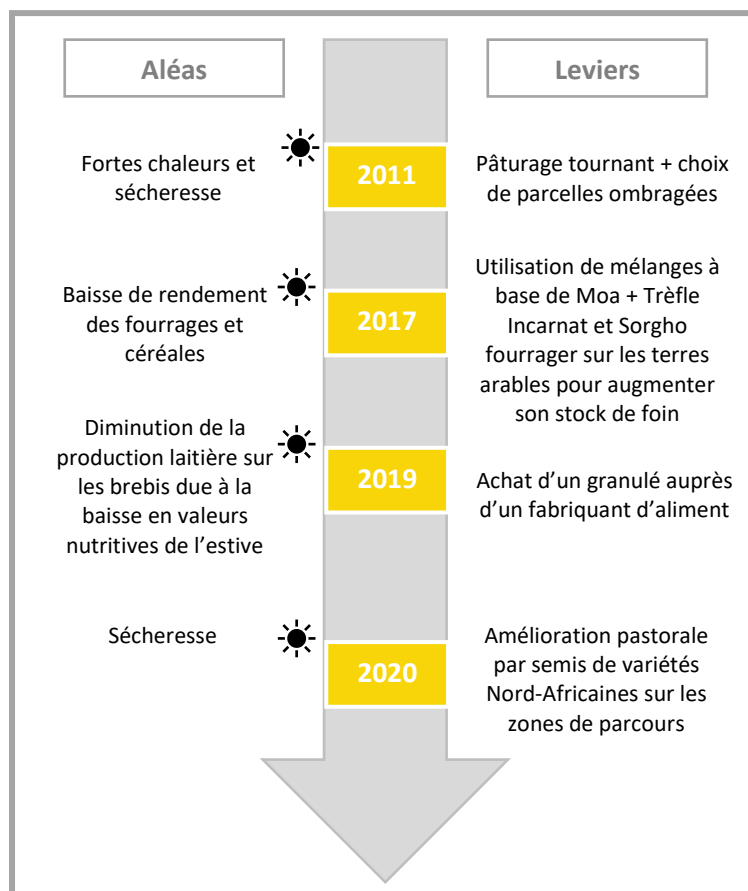 Aléas
Leviers
Fortes chaleurs et
sécheresse
2011
Pâturage tournant + choix
de parcelles ombragées
Baisse de rendement
des fourrages et
céréales
2017
Utilisation de mélanges à
base de Moa + Trèfle
Incarnat et Sorgho
fourrager sur les terres
arables pour augmenter
son stock de foin
Diminution de la
production laitière sur
les brebis due à la
baisse en valeurs
nutritives de l’estive
2019
Achat d’un granulé auprès
d’un fabriquant d’aliment
Sécheresse
2020
Amélioration pastorale
par semis de variétés
Nord-Africaines sur les
zones de parcours